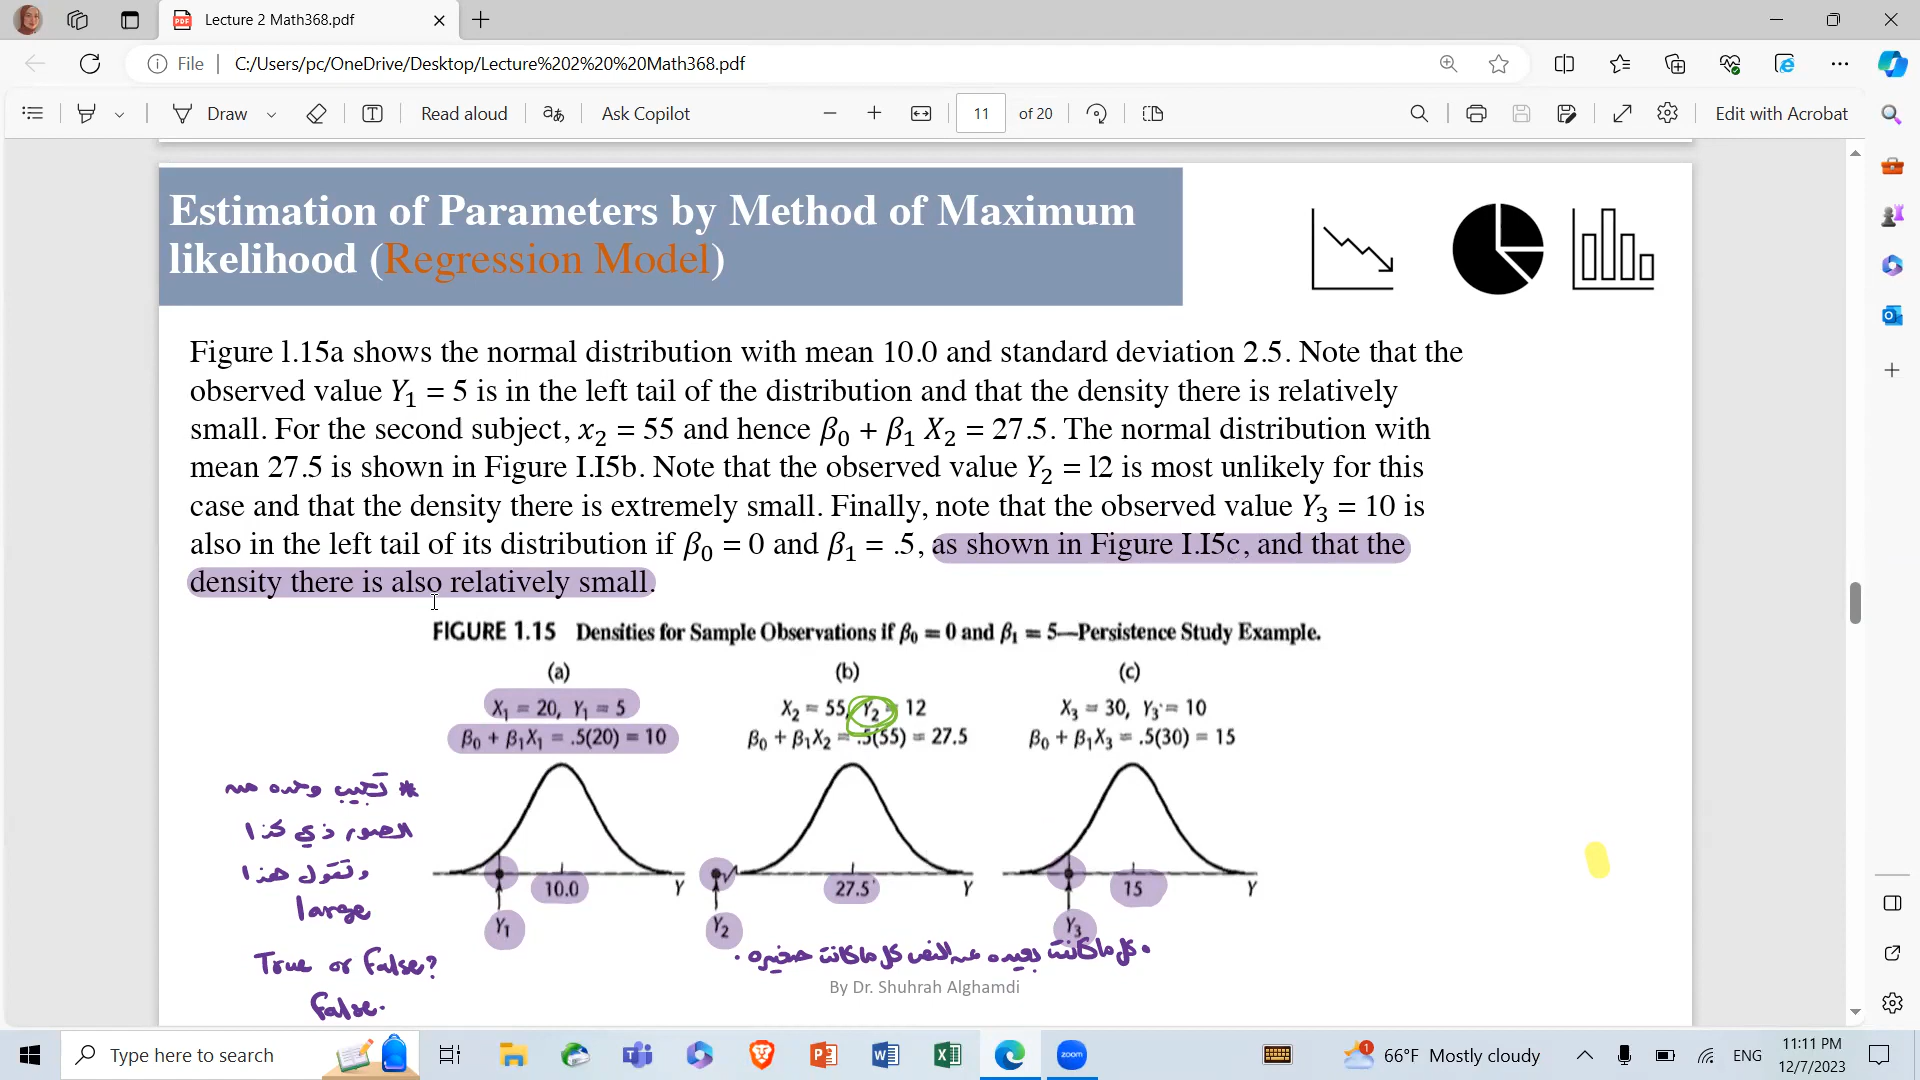 Lecture 2 Math368.pdf
File
C:/Users/pc/OneDrive/Desktop/Lecture%202%20%20Math368.pdf
Draw
Read aloud
Ask Copilot
11
of 20
Edit with Acrobat
Estimation of Parameters by Method of Maximum
likelihood (Regression Model)
Figure l.15a shows the normal distribution with mean 10.0 and standard deviation 2.5. Note that the
observed value Y₁ = 5 is in the left tail of the distribution and that the density there is relatively
small. For the second subject, x₂ = 55 and hence β₀ + β₁ X₂ = 27.5. The normal distribution with
mean 27.5 is shown in Figure I.I5b. Note that the observed value Y₂ = l2 is most unlikely for this
case and that the density there is extremely small. Finally, note that the observed value Y₃ = 10 is
also in the left tail of its distribution if β₀ = 0 and β₁ = .5, as shown in Figure I.I5c, and that the
density there is also relatively small.
FIGURE 1.15 Densities for Sample Observations if β₀ = 0 and β₁ = 5—Persistence Study Example.
(a)
X₁ = 20, Y₁ = 5
β₀ + β₁X₁ = .5(20) = 10
10.0
Y
Y₁
(b)
X₂ = 55, Y₂ = 12
β₀ + β₁X₂ = .5(55) = 27.5
27.5
Y
Y₂
(c)
X₃ = 30, Y₃ = 10
β₀ + β₁X₃ = .5(30) = 15
15
Y
Y₃
* تجيب وحده من
الصور ذي كذا
وتقول هذا
large
True or False?
False.
• كل ماكانت بعيده عن النص كل ماكانت صغيره .
By Dr. Shuhrah Alghamdi
Type here to search
zoom
66°F Mostly cloudy
ENG
11:11 PM
12/7/2023